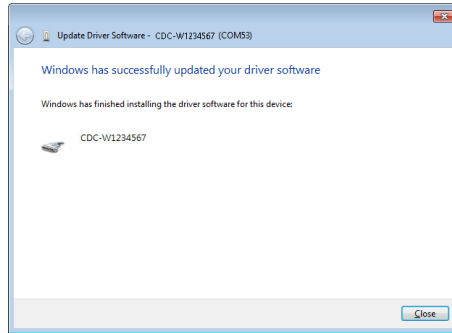 Update Driver Software - CDC-W1234567 (COM53)
Windows has successfully updated your driver software
Windows has finished installing the driver software for this device:
CDC-W1234567
Close